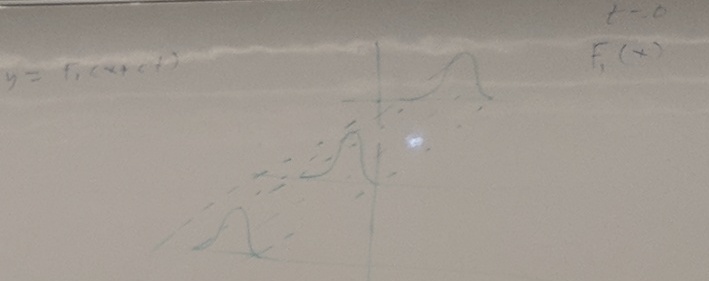 t=0
y = F₁(x+ct)
F₁(x)